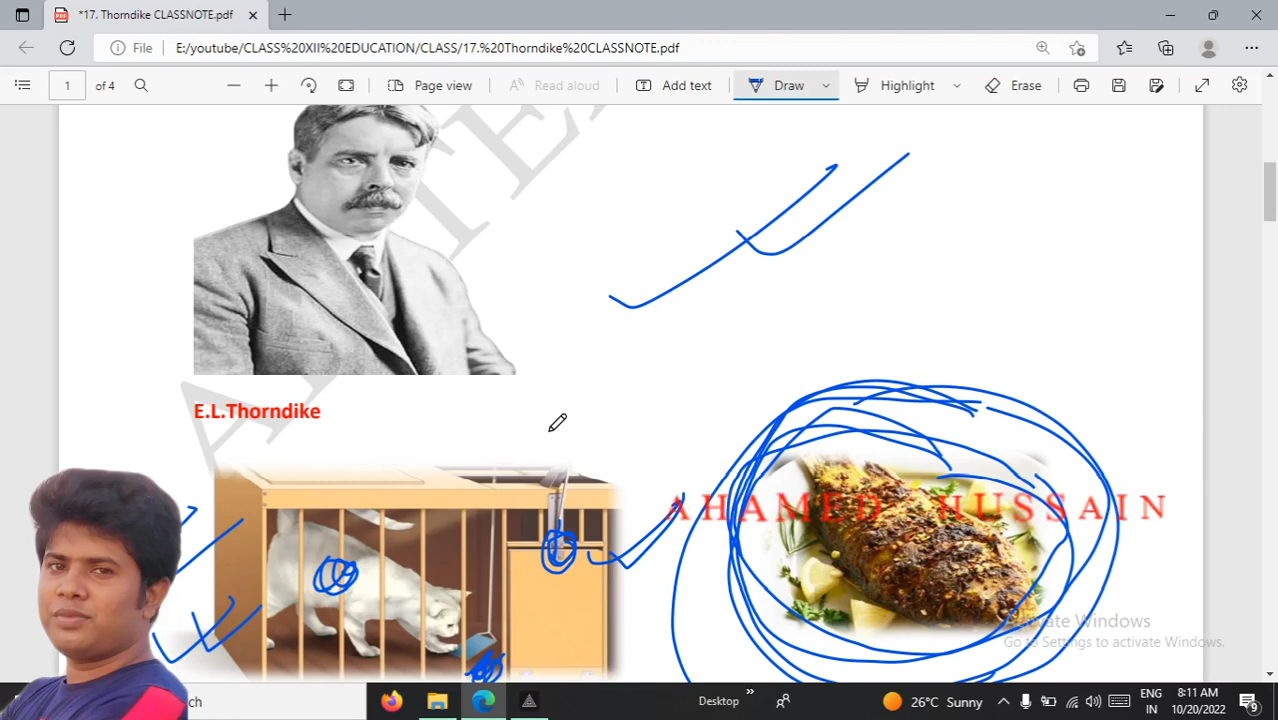 *17. Thorndike CLASSNOTE.pdf
File
E:/youtube/CLASS%20XII%20EDUCATION/CLASS/17.%20Thorndike%20CLASSNOTE.pdf
1 of 4
Page view
Read aloud
Add text
Draw
Highlight
Erase
E.L.Thorndike
AHAMED HUSSAIN
Activate Windows
Go to Settings to activate Windows.
rch
Desktop
26°C Sunny
ENG
IN
8:11 AM
10/20/2022
9